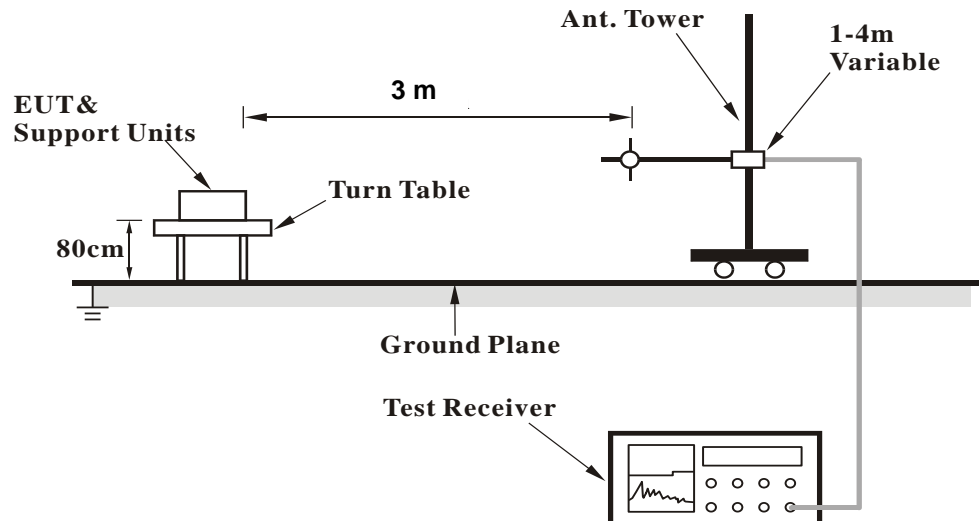 Ant. Tower
1-4m
Variable
3 m
EUT&
Support Units
Turn Table
80cm
Ground Plane
Test Receiver